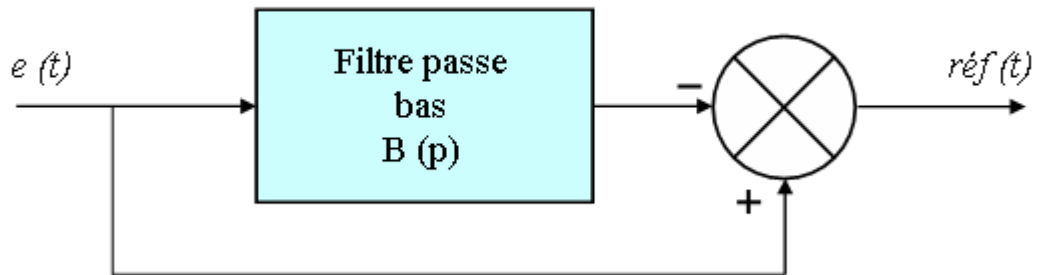 e (t)
Filtre passe
bas
B (p)
réf (t)
−
+